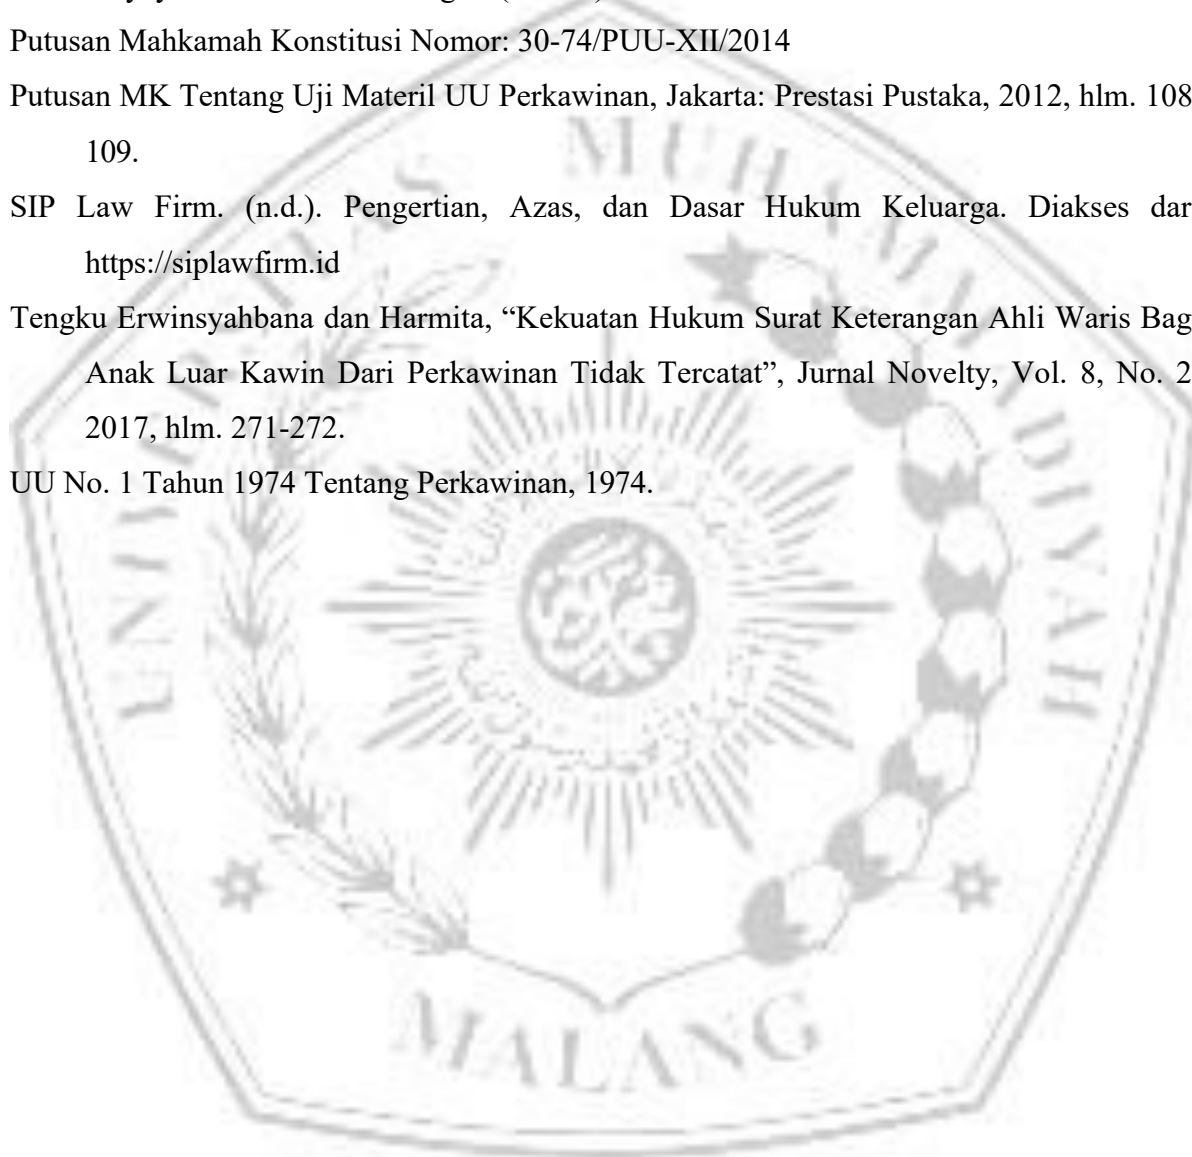 Putusan Mahkamah Konstitusi Nomor: 30-74/PUU-XII/2014
Putusan MK Tentang Uji Materil UU Perkawinan, Jakarta: Prestasi Pustaka, 2012, hlm. 108
109.
SIP Law Firm. (n.d.). Pengertian, Azas, dan Dasar Hukum Keluarga. Diakses dar
https://siplawfirm.id
Tengku Erwinsyahbana dan Harmita, “Kekuatan Hukum Surat Keterangan Ahli Waris Bag
Anak Luar Kawin Dari Perkawinan Tidak Tercatat”, Jurnal Novelty, Vol. 8, No. 2
2017, hlm. 271-272.
UU No. 1 Tahun 1974 Tentang Perkawinan, 1974.
UNIVERSITAS MUHAMMADIYAH
MALANG